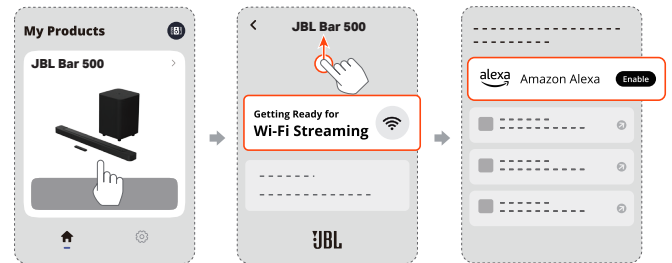 My Products
JBL Bar 500
JBL Bar 500
Getting Ready for
Wi-Fi Streaming
JBL
alexa
Amazon Alexa
Enable